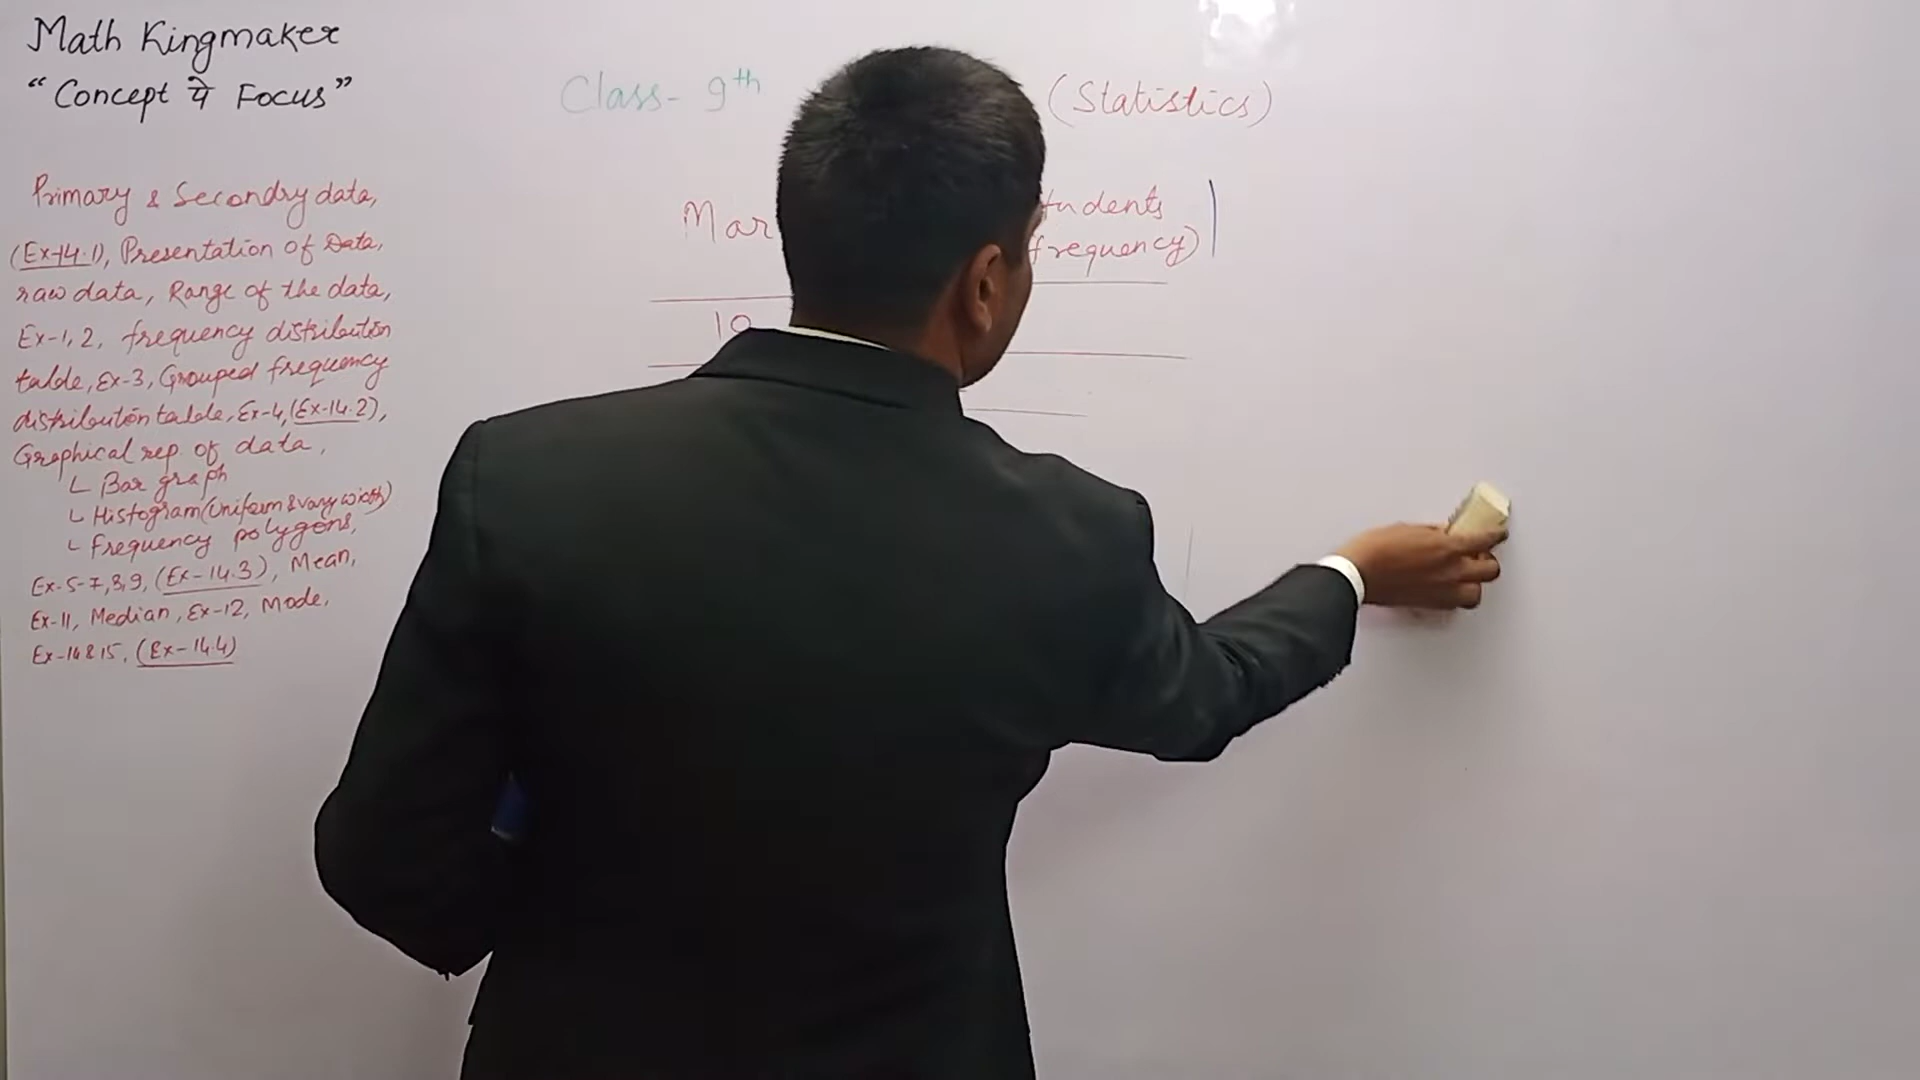 Math Kingmaker
“Concept पे Focus”
Class- 9th
(Statistics)
Primary & Secondry data,
(Ex-14.1), Presentation of Data,
raw data, Range of the data,
Ex-1,2, frequency distribution
table, Ex-3, Grouped frequency
distribution table, Ex-4, (Ex-14.2),
Graphical rep of data,
Bar graph
Histogram (Uniform & vary width)
frequency polygons,
Ex-5-7,8,9, (Ex-14.3), Mean,
Ex-11, Median, Ex-12, Mode,
Ex-14&15, (Ex-14.4)
Mar
tudents
frequency)
10